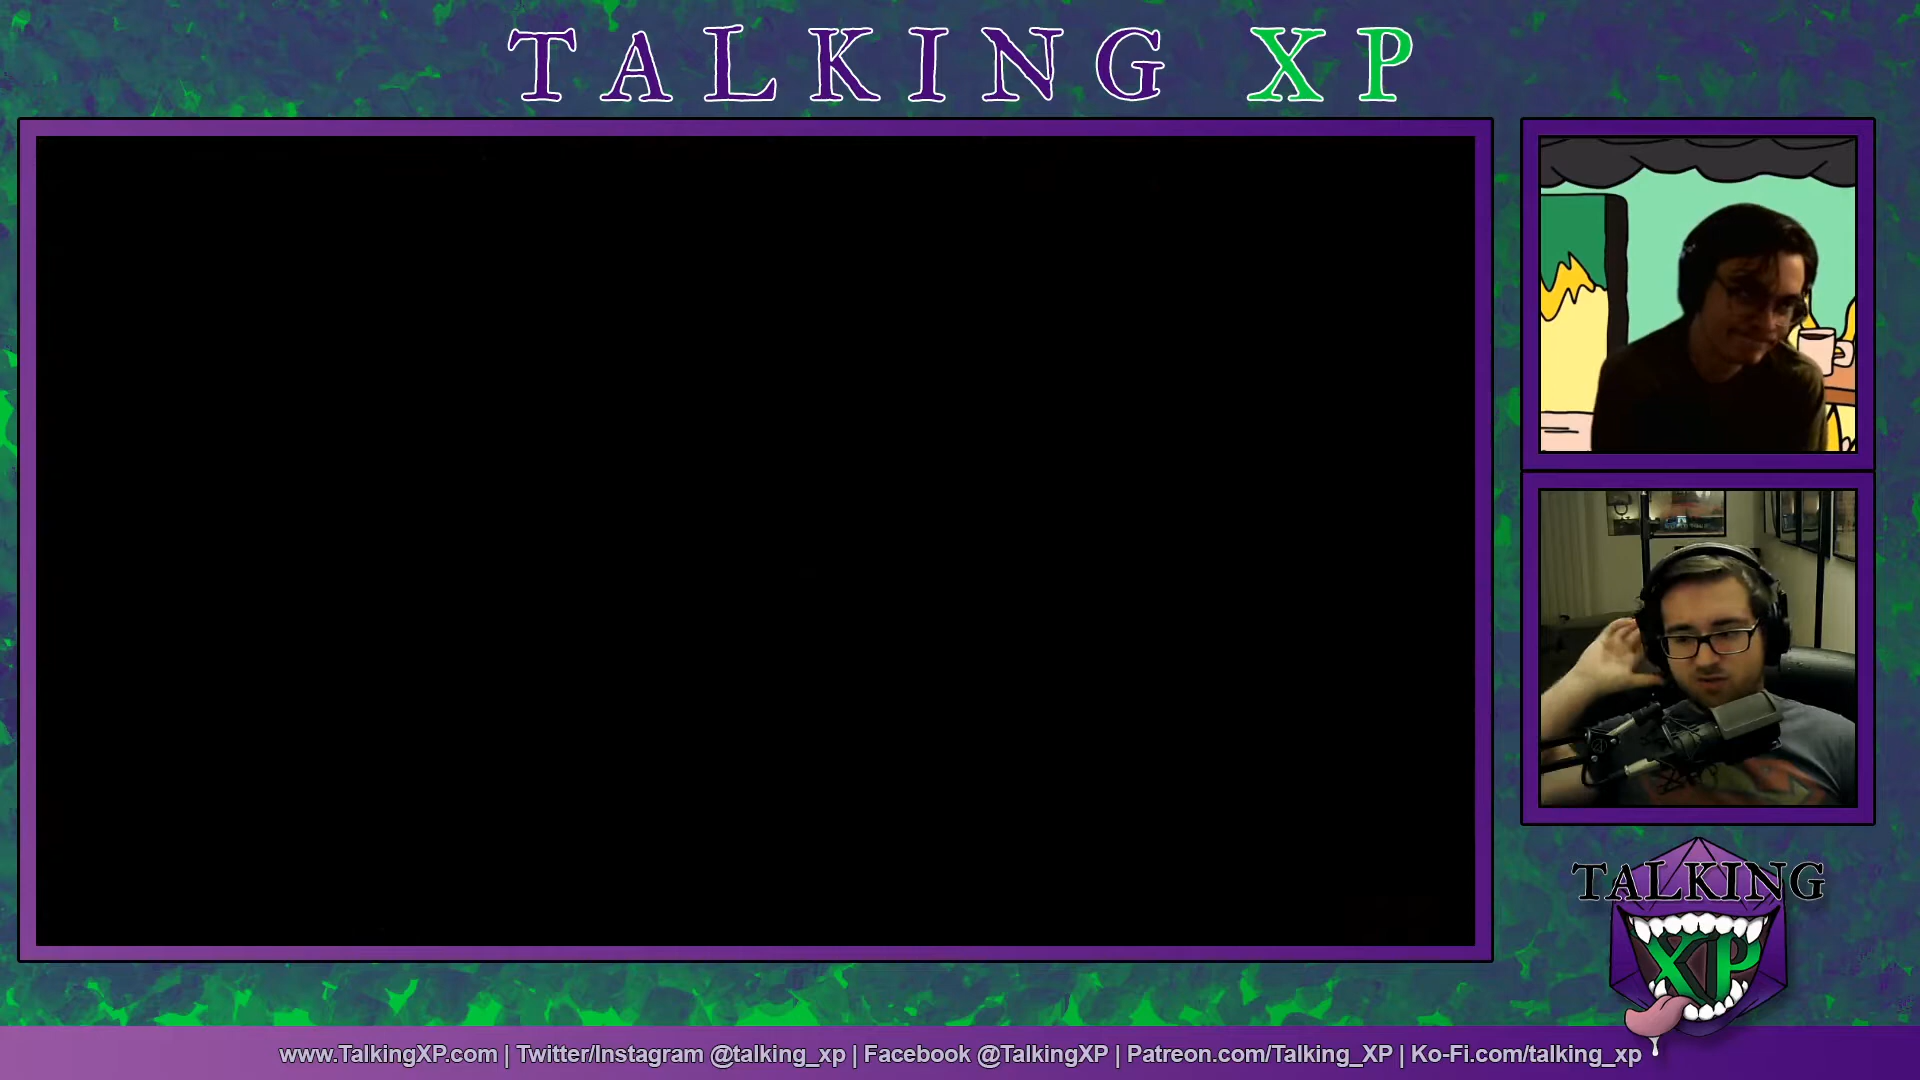 TALKING XP
TALKING
XP
www.TalkingXP.com | Twitter/Instagram @talking_xp | Facebook @TalkingXP | Patreon.com/Talking_XP | Ko-Fi.com/talking_xp